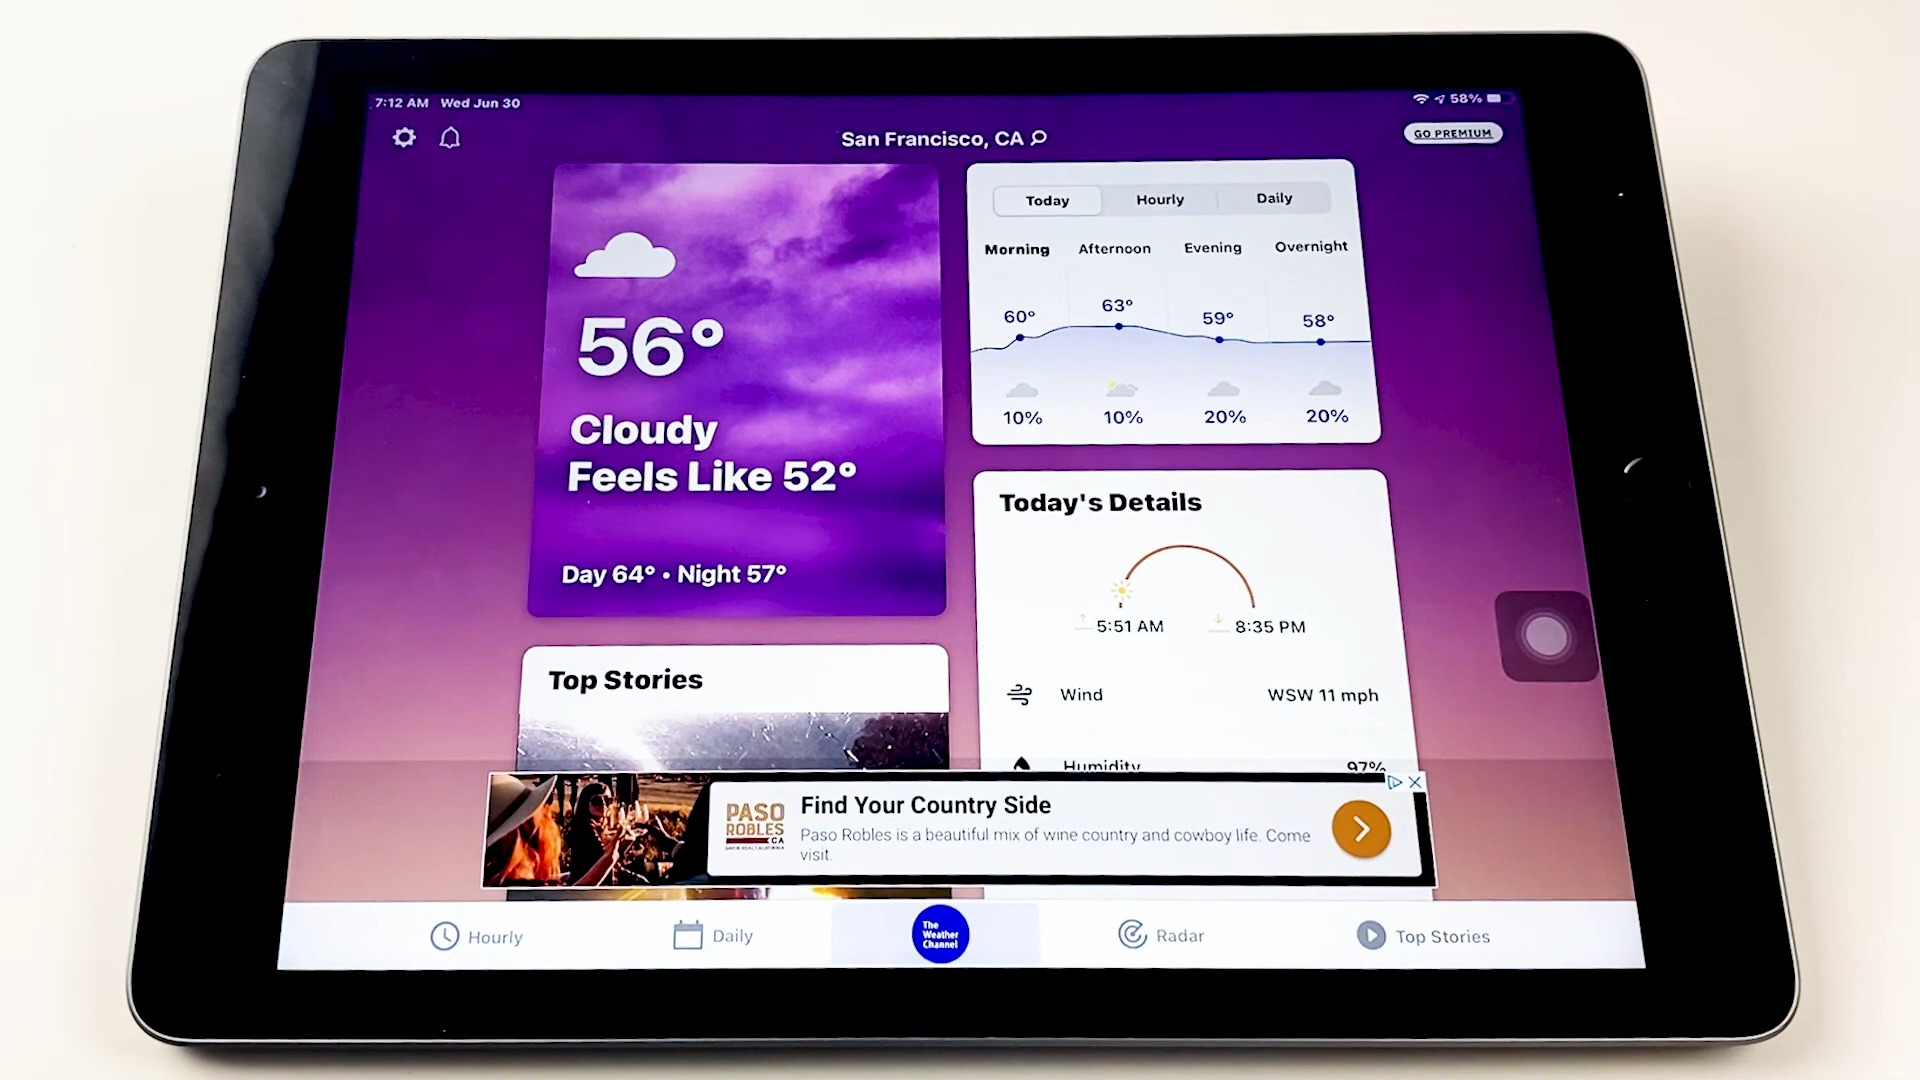 7:12 AM Wed Jun 30
58%
San Francisco, CA
GO PREMIUM
56°
Cloudy
Feels Like 52°
Day 64° • Night 57°
Today Hourly Daily
Morning Afternoon Evening Overnight
60° 63° 59° 58°
10% 10% 20% 20%
Today's Details
5:51 AM 8:35 PM
Wind WSW 11 mph
Humidity 97%
Top Stories
PASO
ROBLES
CA
Find Your Country Side
Paso Robles is a beautiful mix of wine country and cowboy life. Come
visit.
Hourly
Daily
The
Weather
Channel
Radar
Top Stories